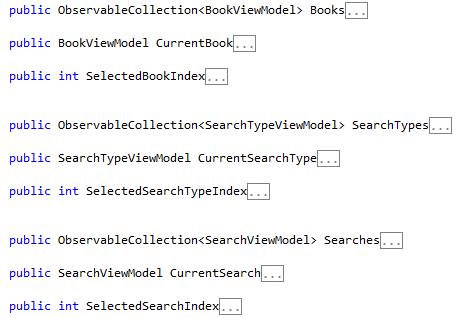 public ObservableCollection<BookViewModel> Books...
public BookViewModel CurrentBook...
public int SelectedBookIndex...
public ObservableCollection<SearchTypeViewModel> SearchTypes...
public SearchTypeViewModel CurrentSearchType...
public int SelectedSearchTypeIndex...
public ObservableCollection<SearchViewModel> Searches...
public SearchViewModel CurrentSearch...
public int SelectedSearchIndex...